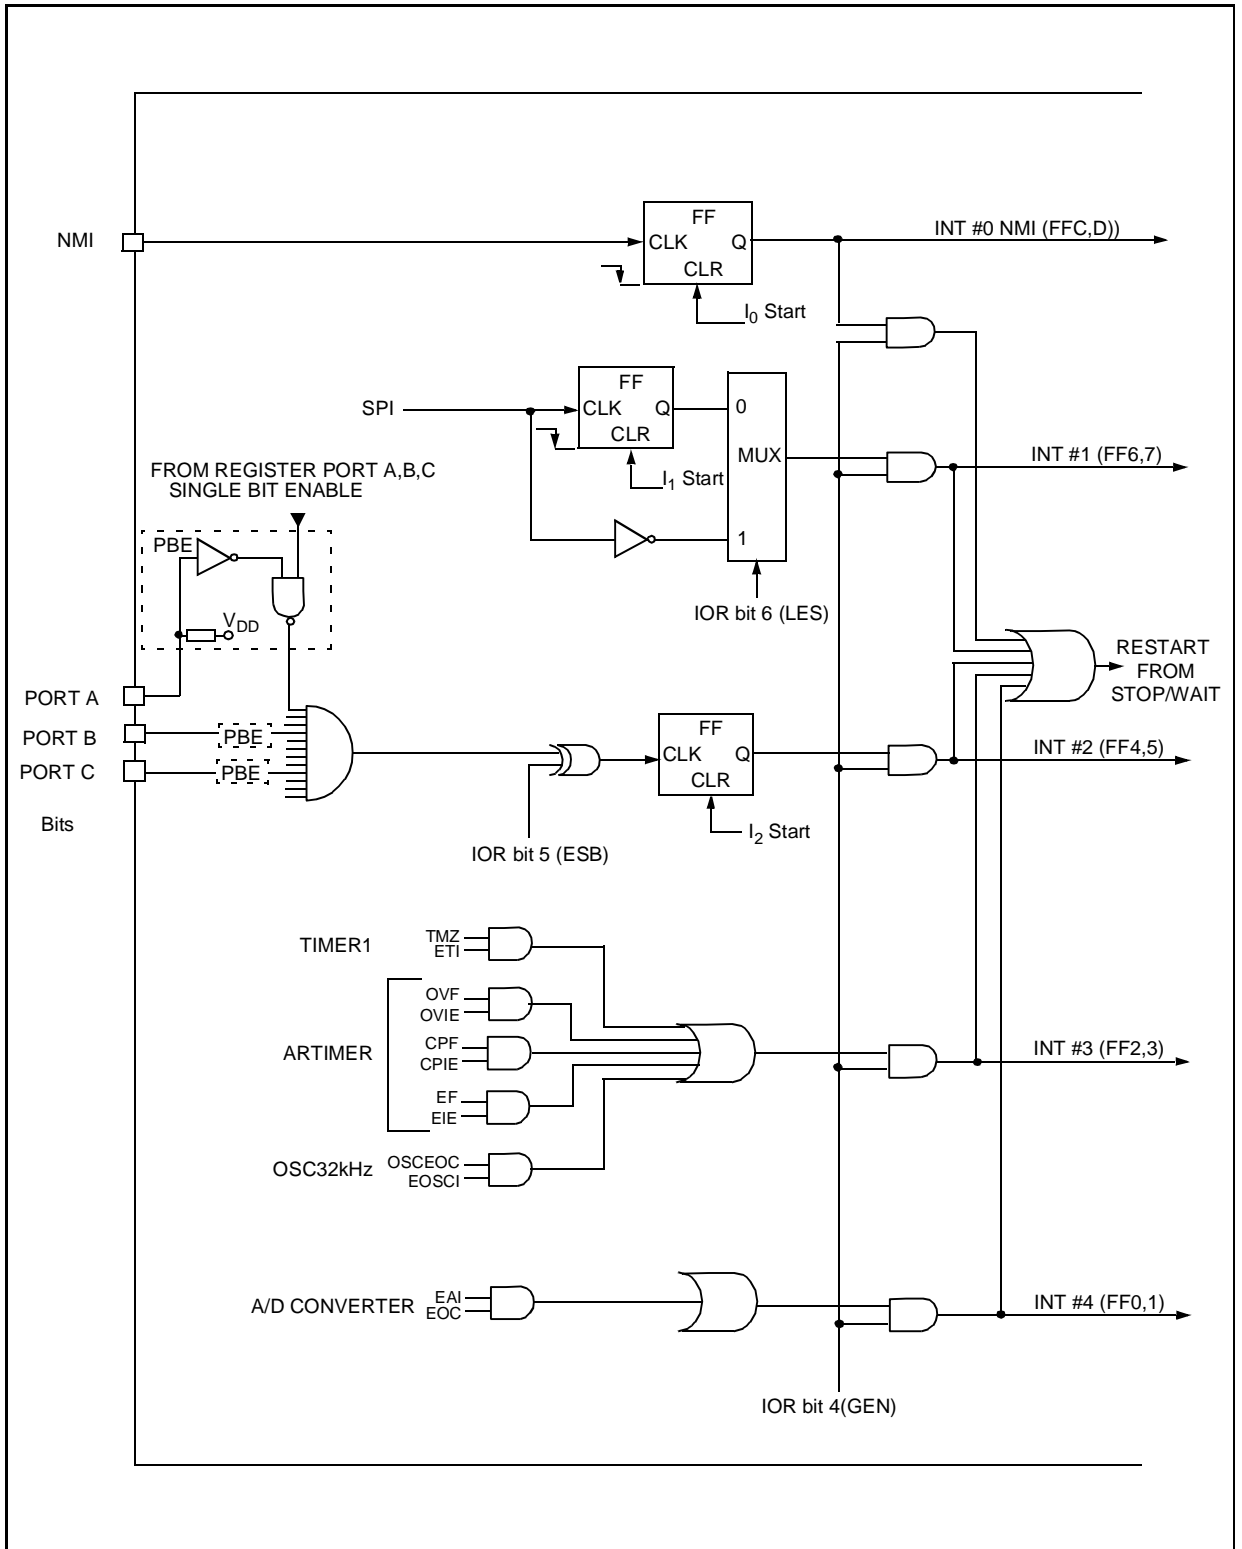 FF
NMI
CLK
Q
CLR
INT #0 NMI (FFC,D))
I0 Start
FF
SPI
CLK
Q
CLR
0
MUX
1
I1 Start
INT #1 (FF6,7)
FROM REGISTER PORT A,B,C
SINGLE BIT ENABLE
PBE
VDD
IOR bit 6 (LES)
RESTART
FROM
STOP/WAIT
PORT A
PORT B
PBE
PORT C
PBE
Bits
FF
CLK
Q
CLR
INT #2 (FF4,5)
I2 Start
IOR bit 5 (ESB)
TIMER1
TMZ
ETI
ARTIMER
OVF
OVIE
CPF
CPIE
EF
EIE
INT #3 (FF2,3)
OSC32kHz
OSCEOC
EOSCI
A/D CONVERTER
EAI
EOC
INT #4 (FF0,1)
IOR bit 4(GEN)